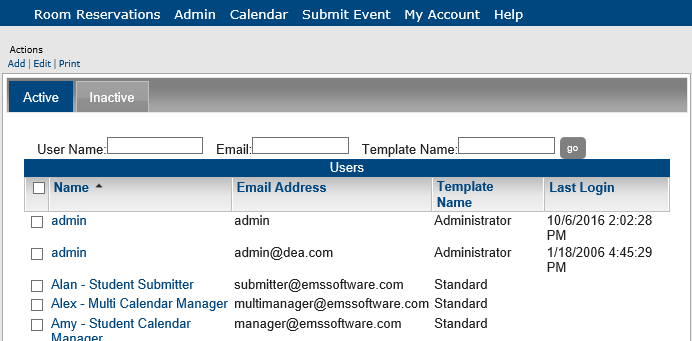 Room Reservations Admin Calendar Submit Event My Account Help
Actions
Add | Edit | Print
Active Inactive
User Name: Email: Template Name: go
Users
Name Email Address Template Name Last Login
admin admin Administrator 10/6/2016 2:02:28 PM
admin admin@dea.com Administrator 1/18/2006 4:45:29 PM
Alan - Student Submitter submitter@emssoftware.com Standard
Alex - Multi Calendar Manager multimanager@emssoftware.com Standard
Amy - Student Calendar Manager manager@emssoftware.com Standard